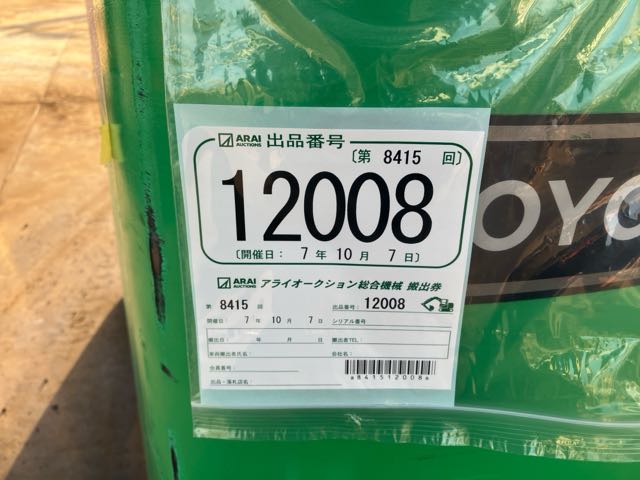 ARAI AUCTIONS 出品番号
〔第 8415 回〕
12008
〔開催日: 7年10月 7日〕
ARAI AUCTIONS アライオークション総合機械 搬出券
第 8415 回 出品番号: 12008
開催日 7年10月 7日 シリアル番号
搬出日: 年 月 日 搬出者TEL:
車両搬出者氏名: 会社名:
会員番号:
出品・落札店名
a841512008a
OYO